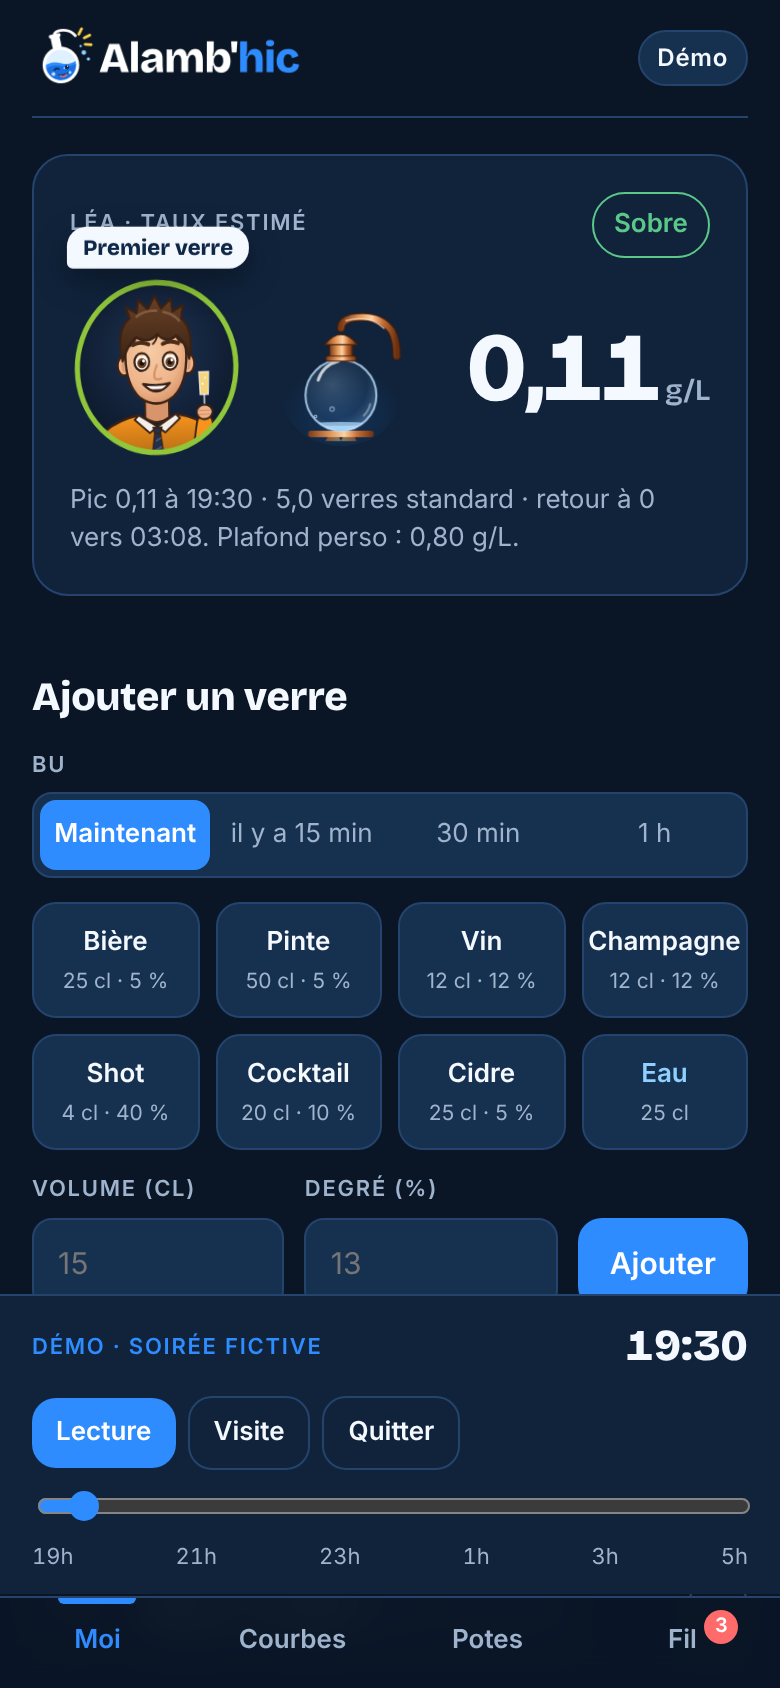 Alamb'hic
Démo
LÉA · TAUX ESTIMÉ
Sobre
Premier verre
0,11 g/L
Pic 0,11 à 19:30 · 5,0 verres standard · retour à 0
vers 03:08. Plafond perso : 0,80 g/L.
Ajouter un verre
BU
Maintenant il y a 15 min 30 min 1 h
Bière Pinte Vin Champagne
25 cl · 5 % 50 cl · 5 % 12 cl · 12 % 12 cl · 12 %
Shot Cocktail Cidre Eau
4 cl · 40 % 20 cl · 10 % 25 cl · 5 % 25 cl
VOLUME (CL) DEGRÉ (%)
15 13 Ajouter
DÉMO · SOIRÉE FICTIVE 19:30
Lecture Visite Quitter
19h 21h 23h 1h 3h 5h
Moi Courbes Potes Fil 3